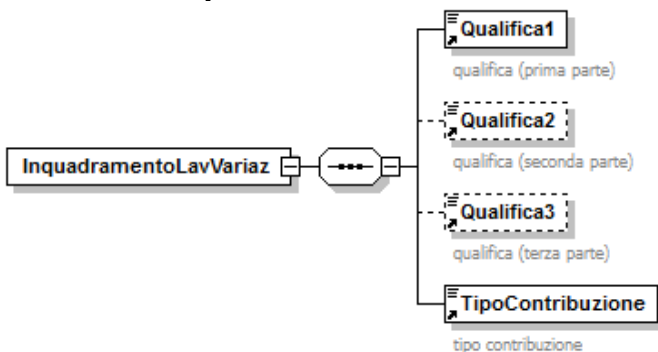 Qualifica1
qualifica (prima parte)
Qualifica2
qualifica (seconda parte)
InquadramentoLavVariaz
Qualifica3
qualifica (terza parte)
TipoContribuzione
tipo contribuzione